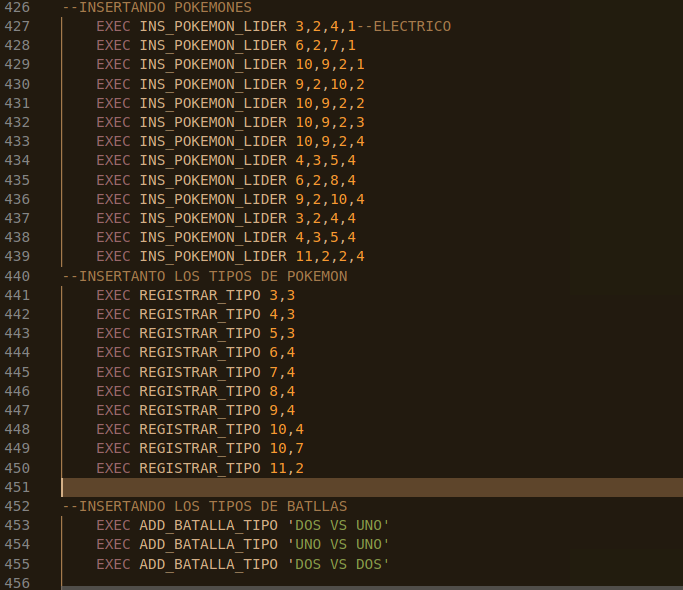 426 --INSERTANDO POKEMONES
427 EXEC INS_POKEMON_LIDER 3,2,4,1--ELECTRICO
428 EXEC INS_POKEMON_LIDER 6,2,7,1
429 EXEC INS_POKEMON_LIDER 10,9,2,1
430 EXEC INS_POKEMON_LIDER 9,2,10,2
431 EXEC INS_POKEMON_LIDER 10,9,2,2
432 EXEC INS_POKEMON_LIDER 10,9,2,3
433 EXEC INS_POKEMON_LIDER 10,9,2,4
434 EXEC INS_POKEMON_LIDER 4,3,5,4
435 EXEC INS_POKEMON_LIDER 6,2,8,4
436 EXEC INS_POKEMON_LIDER 9,2,10,4
437 EXEC INS_POKEMON_LIDER 3,2,4,4
438 EXEC INS_POKEMON_LIDER 4,3,5,4
439 EXEC INS_POKEMON_LIDER 11,2,2,4
440 --INSERTANTO LOS TIPOS DE POKEMON
441 EXEC REGISTRAR_TIPO 3,3
442 EXEC REGISTRAR_TIPO 4,3
443 EXEC REGISTRAR_TIPO 5,3
444 EXEC REGISTRAR_TIPO 6,4
445 EXEC REGISTRAR_TIPO 7,4
446 EXEC REGISTRAR_TIPO 8,4
447 EXEC REGISTRAR_TIPO 9,4
448 EXEC REGISTRAR_TIPO 10,4
449 EXEC REGISTRAR_TIPO 10,7
450 EXEC REGISTRAR_TIPO 11,2
451
452 --INSERTANDO LOS TIPOS DE BATLLAS
453 EXEC ADD_BATALLA_TIPO 'DOS VS UNO'
454 EXEC ADD_BATALLA_TIPO 'UNO VS UNO'
455 EXEC ADD_BATALLA_TIPO 'DOS VS DOS'
456